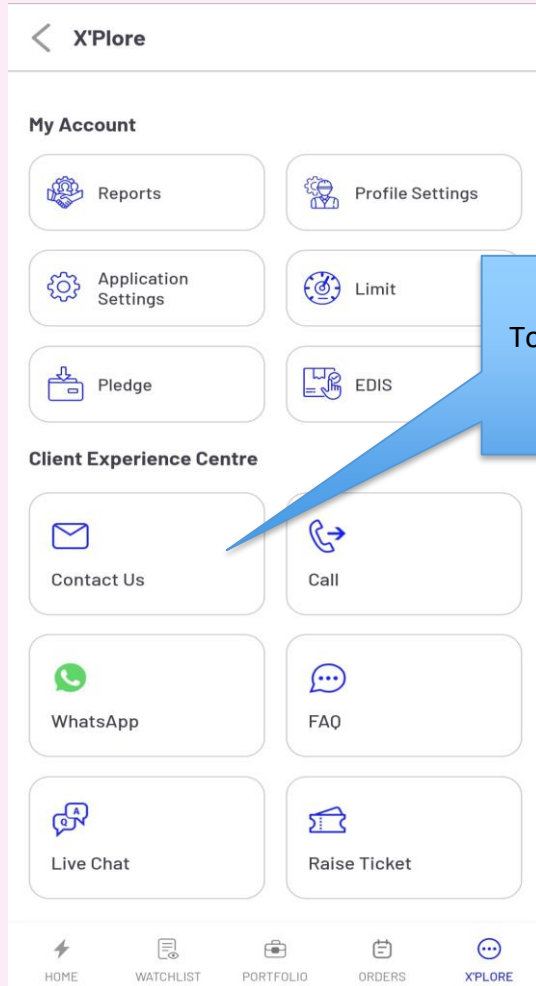 X'Plore
My Account
Reports
Profile Settings
Application
Settings
Limit
To
Pledge
EDIS
Client Experience Centre
Contact Us
Call
WhatsApp
FAQ
Q A
Live Chat
Raise Ticket
HOME
WATCHLIST
PORTFOLIO
ORDERS
X'PLORE